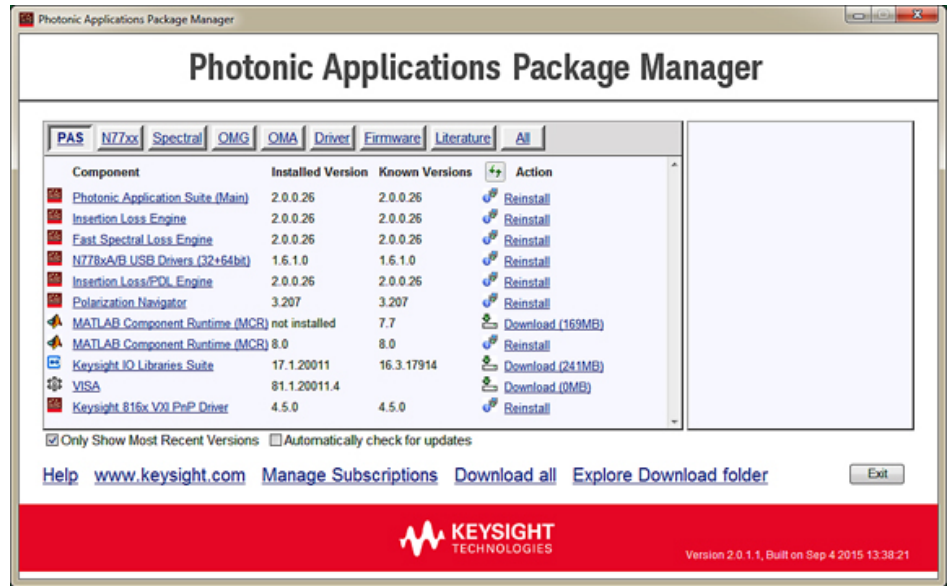 Photonic Applications Package Manager
Photonic Applications Package Manager
PAS N77xx Spectral OMG OMA Driver Firmware Literature All
Component Installed Version Known Versions Action
Photonic Application Suite (Main) 2.0.0.26 2.0.0.26 Reinstall
Insertion Loss Engine 2.0.0.26 2.0.0.26 Reinstall
Fast Spectral Loss Engine 2.0.0.26 2.0.0.26 Reinstall
N778xA/B USB Drivers (32+64bit) 1.6.1.0 1.6.1.0 Reinstall
Insertion Loss/PDL Engine 2.0.0.26 2.0.0.26 Reinstall
Polarization Navigator 3.207 3.207 Reinstall
MATLAB Component Runtime (MCR) not installed 7.7 Download (169MB)
MATLAB Component Runtime (MCR) 8.0 8.0 Reinstall
Keysight IO Libraries Suite 17.1.20011 16.3.17914 Download (241MB)
VISA 81.1.20011.4 Download (0MB)
Keysight 816x VXI PnP Driver 4.5.0 4.5.0 Reinstall
Only Show Most Recent Versions Automatically check for updates
Help www.keysight.com Manage Subscriptions Download all Explore Download folder Exit
KEYSIGHT
TECHNOLOGIES
Version 2.0.1.1, Built on Sep 4 2015 13:38:21